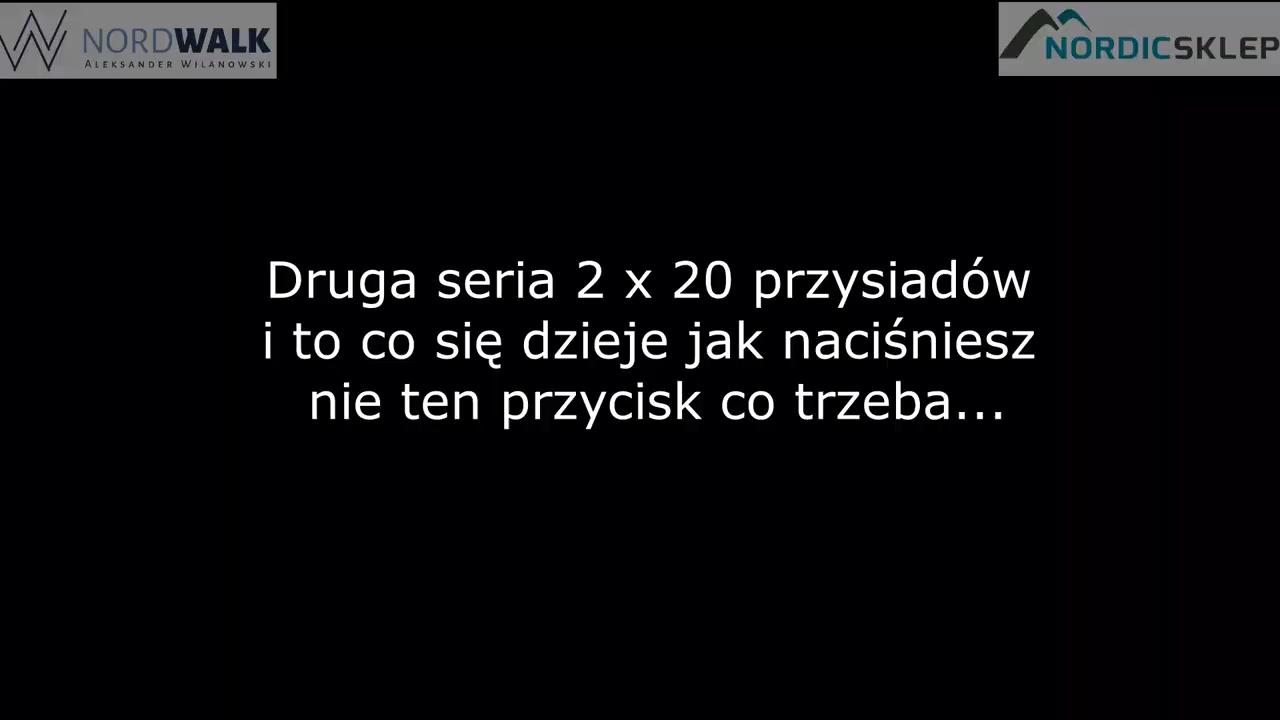 NORDWALK
ALEKSANDER WILANOWSKI
NORDICSKLEP
Druga seria 2 x 20 przysiadów
i to co się dzieje jak naciśniesz
nie ten przycisk co trzeba...